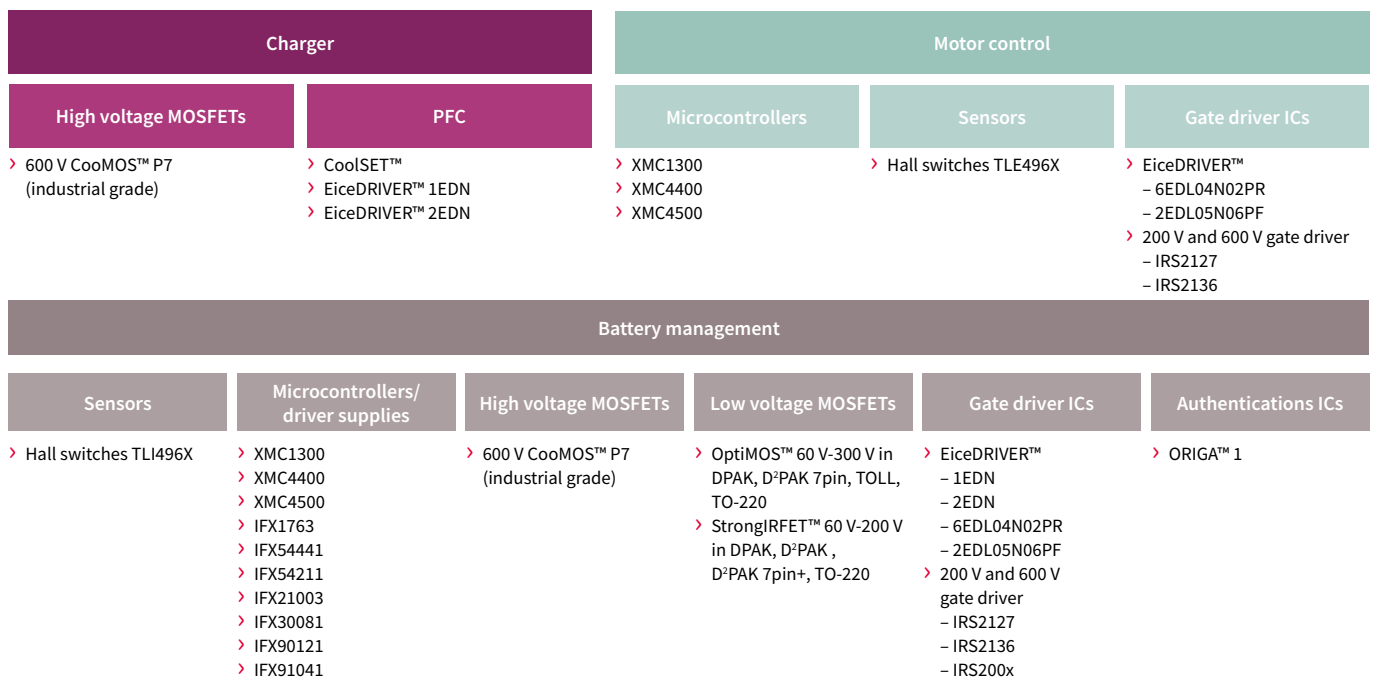 Charger
High voltage MOSFETs
› 600 V CooMOS™ P7
(industrial grade)
PFC
› CoolSET™
› EiceDRIVER™ 1EDN
› EiceDRIVER™ 2EDN
Motor control
Microcontrollers
› XMC1300
› XMC4400
› XMC4500
Sensors
› Hall switches TLE496X
Gate driver ICs
› EiceDRIVER™
– 6EDL04N02PR
– 2EDL05N06PF
› 200 V and 600 V gate driver
– IRS2127
– IRS2136
Battery management
Sensors
› Hall switches TLI496X
Microcontrollers/
driver supplies
› XMC1300
› XMC4400
› XMC4500
› IFX1763
› IFX54441
› IFX54211
› IFX21003
› IFX30081
› IFX90121
› IFX91041
High voltage MOSFETs
› 600 V CooMOS™ P7
(industrial grade)
Low voltage MOSFETs
› OptiMOS™ 60 V-300 V in
DPAK, D²PAK 7pin, TOLL,
TO-220
› StrongIRFET™ 60 V-200 V
in DPAK, D²PAK ,
D²PAK 7pin+, TO-220
Gate driver ICs
› EiceDRIVER™
– 1EDN
– 2EDN
– 6EDL04N02PR
– 2EDL05N06PF
› 200 V and 600 V
gate driver
– IRS2127
– IRS2136
– IRS200x
Authentications ICs
› ORIGA™ 1